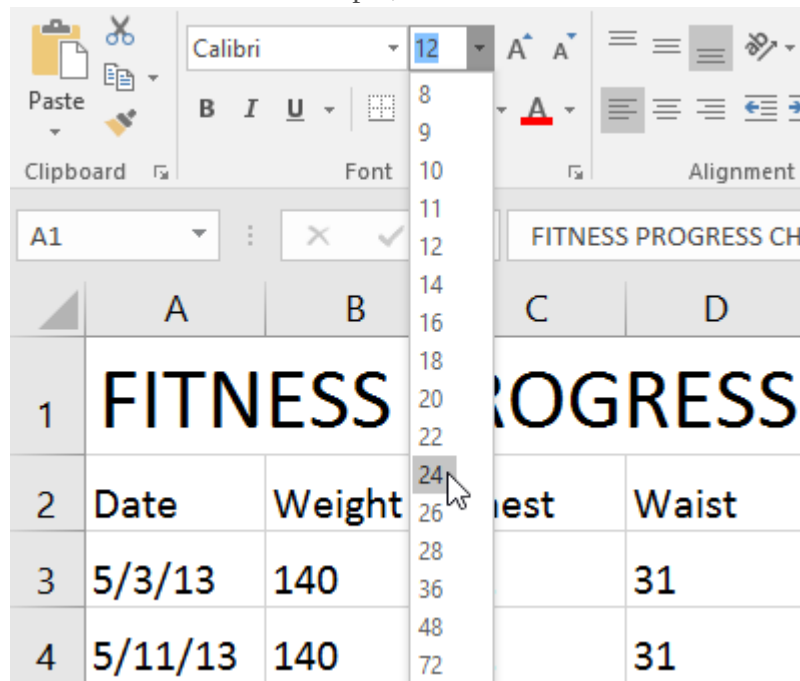 Calibri 12 A A
Paste B I U A
Clipboard Font Alignment
8
9
10
11
12
14
16
18
20
22
24
26
28
36
48
72
A1 FITNESS PROGRESS CH
A B C D
1 FITNESS ROGRESS
2 Date Weight est Waist
3 5/3/13 140 31
4 5/11/13 140 31